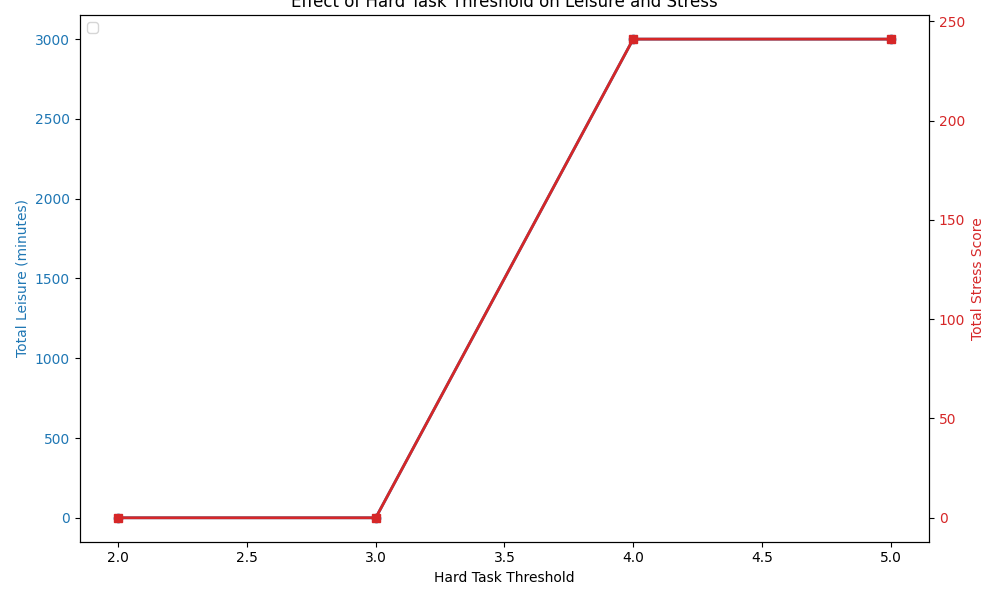 Effect of Hard Task Threshold on Leisure and Stress
3000
2500
2000
1500
1000
500
0
Total Leisure (minutes)
250
200
150
100
50
0
Total Stress Score
2.0 2.5 3.0 3.5 4.0 4.5 5.0
Hard Task Threshold